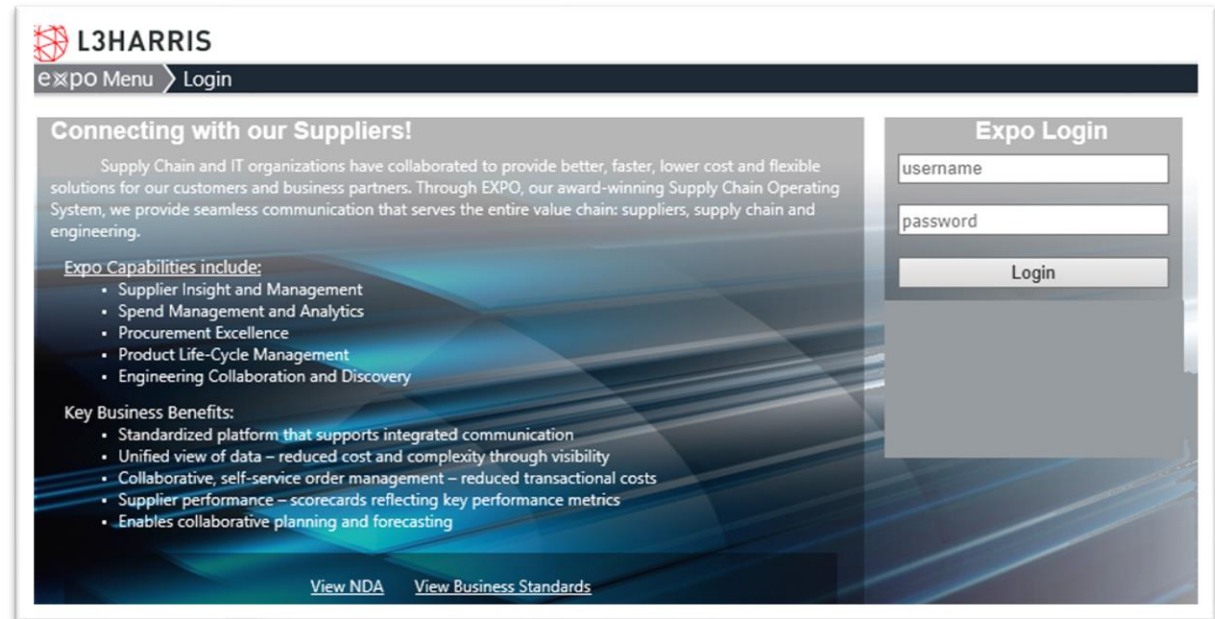 L3HARRIS
expo Menu Login
Connecting with our Suppliers!
Supply Chain and IT organizations have collaborated to provide better, faster, lower cost and flexible
solutions for our customers and business partners. Through EXPO, our award-winning Supply Chain Operating
System, we provide seamless communication that serves the entire value chain: suppliers, supply chain and
engineering.
Expo Capabilities include:
• Supplier Insight and Management
• Spend Management and Analytics
• Procurement Excellence
• Product Life-Cycle Management
• Engineering Collaboration and Discovery
Key Business Benefits:
• Standardized platform that supports integrated communication
• Unified view of data – reduced cost and complexity through visibility
• Collaborative, self-service order management – reduced transactional costs
• Supplier performance – scorecards reflecting key performance metrics
• Enables collaborative planning and forecasting
View NDA View Business Standards
Expo Login
username
password
Login